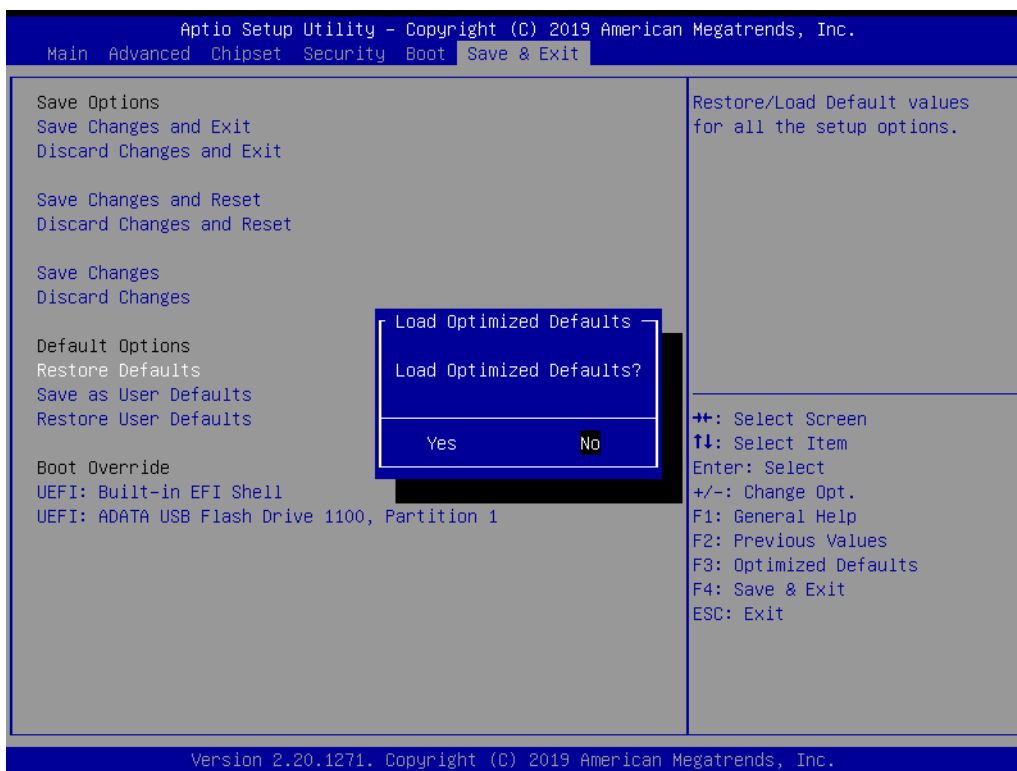 Aptio Setup Utility – Copyright (C) 2019 American Megatrends, Inc.
Main Advanced Chipset Security Boot Save & Exit
Save Options
Save Changes and Exit
Discard Changes and Exit
Save Changes and Reset
Discard Changes and Reset
Save Changes
Discard Changes
Default Options
Restore Defaults
Save as User Defaults
Restore User Defaults
Boot Override
UEFI: Built-in EFI Shell
UEFI: ADATA USB Flash Drive 1100, Partition 1
Load Optimized Defaults
Load Optimized Defaults?
Yes No
Restore/Load Default values
for all the setup options.
→←: Select Screen
↑↓: Select Item
Enter: Select
+/-: Change Opt.
F1: General Help
F2: Previous Values
F3: Optimized Defaults
F4: Save & Exit
ESC: Exit
Version 2.20.1271. Copyright (C) 2019 American Megatrends, Inc.